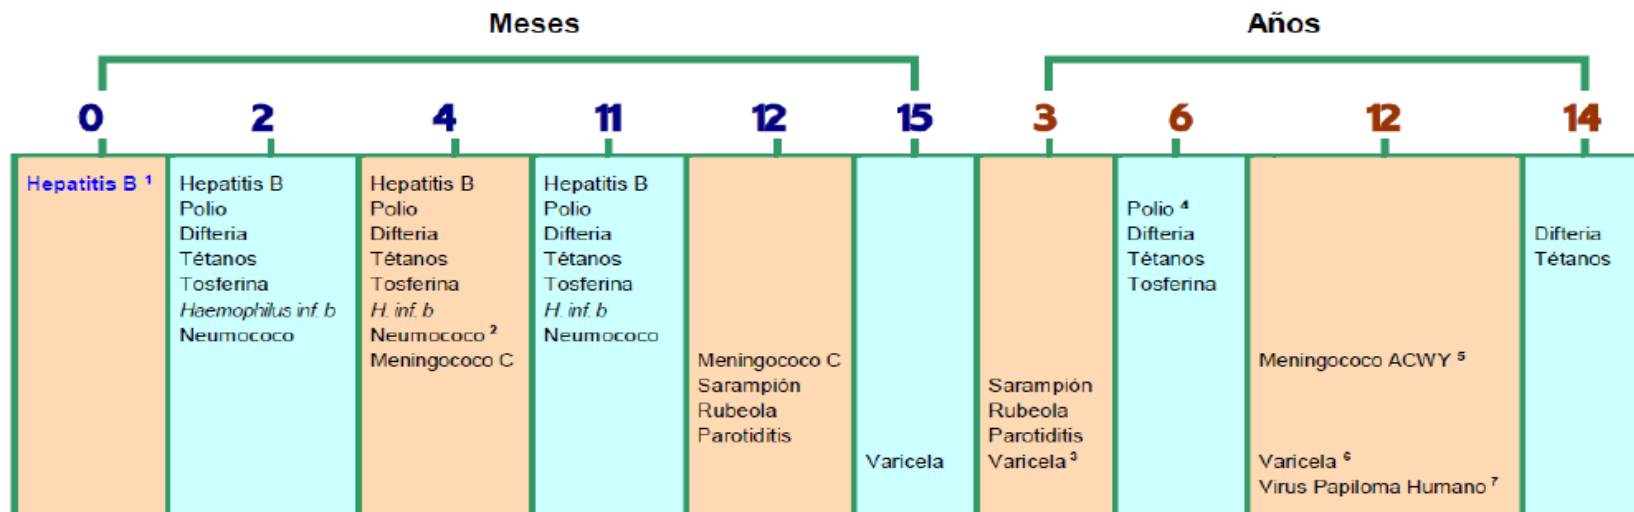 Meses
Años
0
2
4
11
12
15
3
6
12
14
Hepatitis B ¹
Hepatitis B
Polio
Difteria
Tétanos
Tosferina
Haemophilus inf. b
Neumococo
Hepatitis B
Polio
Difteria
Tétanos
Tosferina
H. inf. b
Neumococo ²
Meningococo C
Hepatitis B
Polio
Difteria
Tétanos
Tosferina
H. inf. b
Neumococo
Meningococo C
Sarampión
Rubeola
Parotiditis
Varicela
Sarampión
Rubeola
Parotiditis
Varicela ³
Polio ⁴
Difteria
Tétanos
Tosferina
Meningococo ACWY ⁵
Varicela ⁶
Virus Papiloma Humano ⁷
Difteria
Tétanos